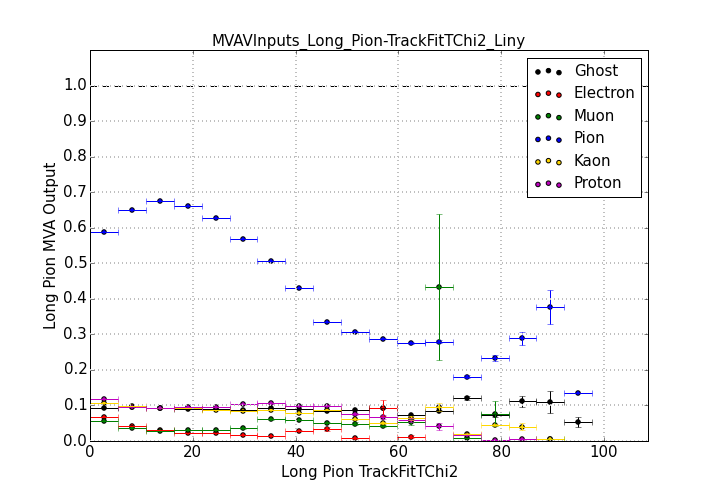 MVAVInputs_Long_Pion-TrackFitTChi2_Liny
Long Pion MVA Output
1.0
0.9
0.8
0.7
0.6
0.5
0.4
0.3
0.2
0.1
0.0
Ghost
Electron
Muon
Pion
Kaon
Proton
0 20 40 60 80 100
Long Pion TrackFitTChi2